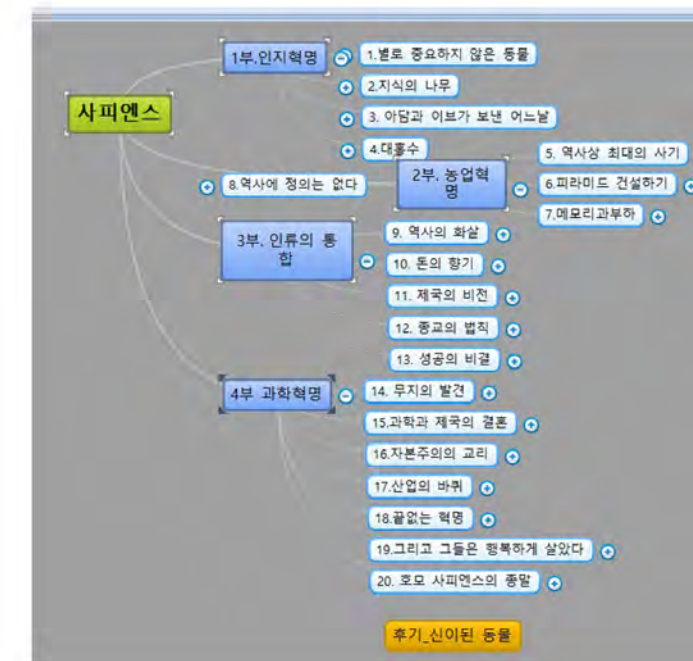 사피엔스
1부.인지혁명
1.별로 중요하지 않은 동물
2.지식의 나무
3. 아담과 이브가 보낸 어느날
4.대홍수
2부. 농업혁
명
5. 역사상 최대의 사기
6.피라미드 건설하기
7.메모리과부하
8.역사에 정의는 없다
3부. 인류의 통
합
9. 역사의 화살
10. 돈의 향기
11. 제국의 비전
12. 종교의 법칙
13. 성공의 비결
4부 과학혁명
14. 무지의 발견
15.과학과 제국의 결혼
16.자본주의의 교리
17.산업의 바퀴
18.끝없는 혁명
19.그리고 그들은 행복하게 살았다
20. 호모 사피엔스의 종말
후기_신이된 동물